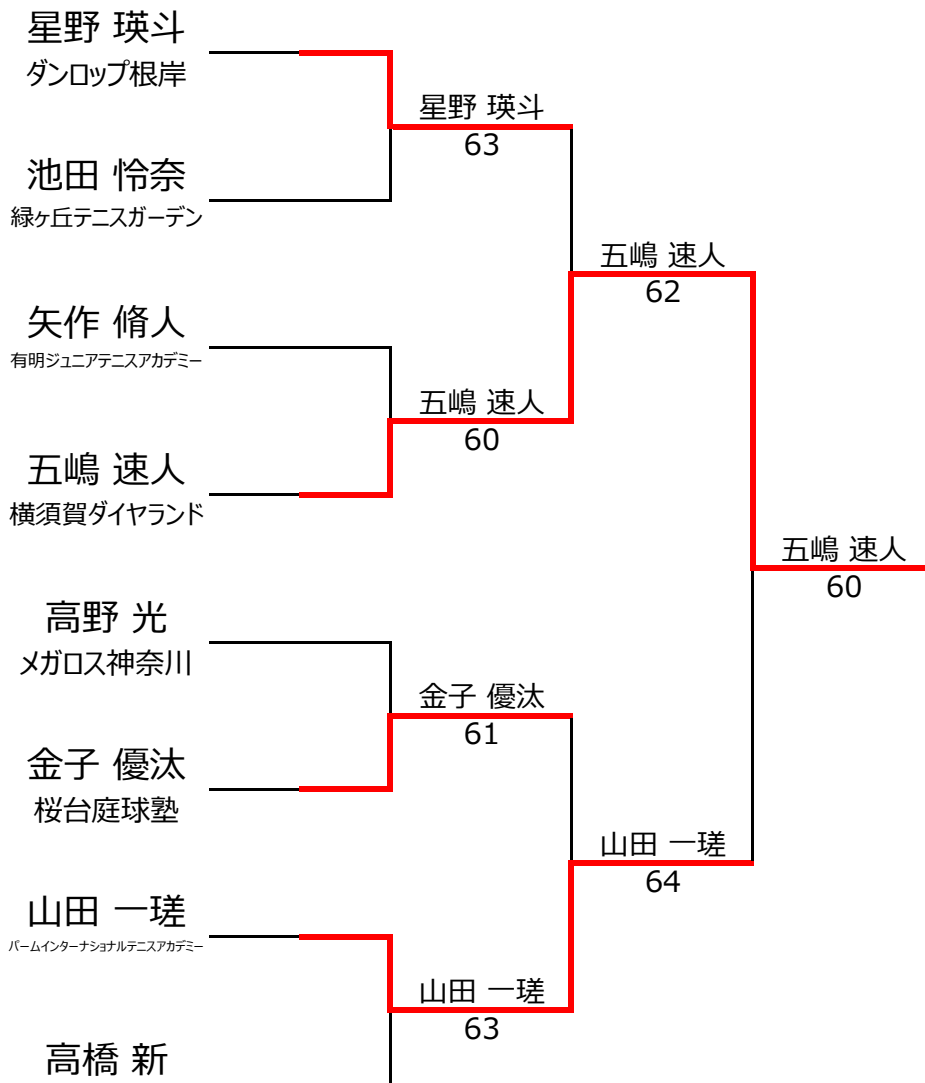 星野 瑛斗
ダンロップ根岸
池田 怜奈
緑ヶ丘テニスガーデン
矢作 脩人
有明ジュニアテニスアカデミー
五嶋 速人
横須賀ダイヤランド
高野 光
メガロス神奈川
金子 優汰
桜台庭球塾
山田 一瑳
パームインターナショナルテニスアカデミー
高橋 新
星野 瑛斗
63
五嶋 速人
60
金子 優汰
61
山田 一瑳
63
五嶋 速人
62
山田 一瑳
64
五嶋 速人
60